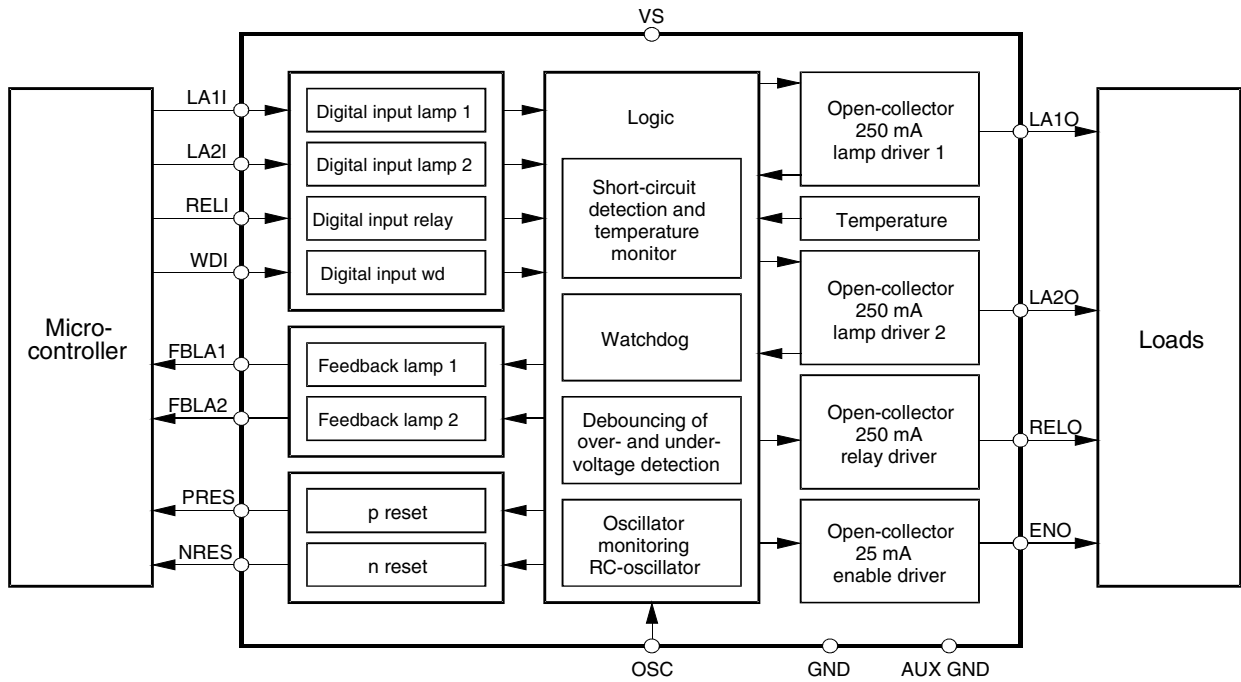 VS
Micro-
controller
LA1I
LA2I
RELI
WDI
FBLA1
FBLA2
PRES
NRES
Digital input lamp 1
Digital input lamp 2
Digital input relay
Digital input wd
Feedback lamp 1
Feedback lamp 2
p reset
n reset
Logic
Short-circuit
detection and
temperature
monitor
Watchdog
Debouncing of
over- and under-
voltage detection
Oscillator
monitoring
RC-oscillator
Open-collector
250 mA
lamp driver 1
Temperature
Open-collector
250 mA
lamp driver 2
Open-collector
250 mA
relay driver
Open-collector
25 mA
enable driver
LA1O
LA2O
RELO
ENO
Loads
OSC
GND
AUX GND